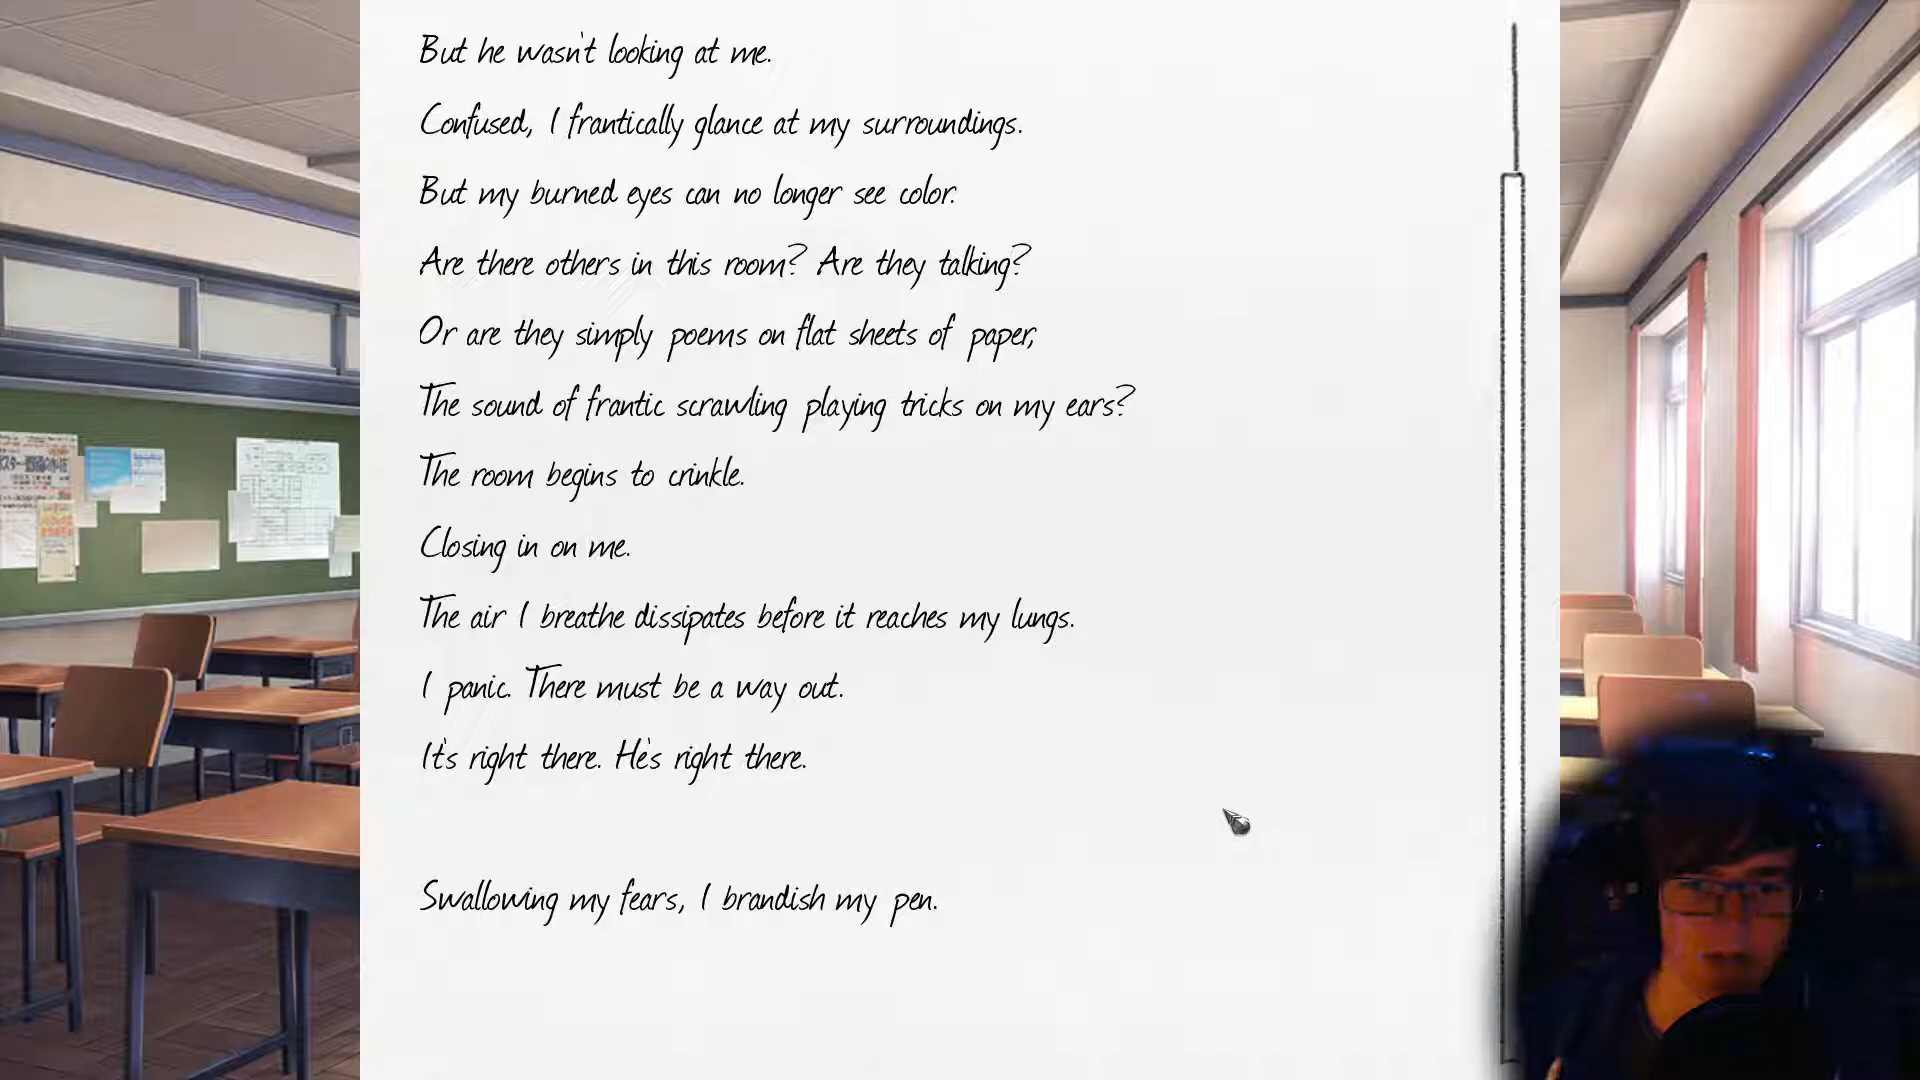 But he wasn't looking at me.
Confused, I frantically glance at my surroundings.
But my burned eyes can no longer see color.
Are there others in this room? Are they talking?
Or are they simply poems on flat sheets of paper,
The sound of frantic scrawling playing tricks on my ears?
The room begins to crinkle.
Closing in on me.
The air I breathe dissipates before it reaches my lungs.
I panic. There must be a way out.
It's right there. He's right there.
Swallowing my fears, I brandish my pen.